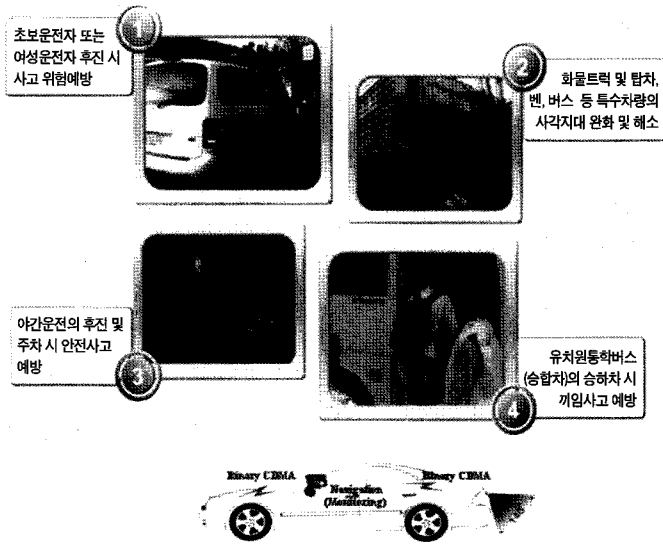 1
초보운전자 또는
여성운전자 후진 시
사고 위험예방
2
화물트럭 및 탑차,
벤, 버스 등 특수차량의
사각지대 완화 및 해소
야간운전의 후진 및
주차 시 안전사고
예방
3
유치원통학버스
(승합차)의 승하차 시
끼임사고 예방
4
Binary CDMA
Binary CDMA
Navigation
(Monitoring)